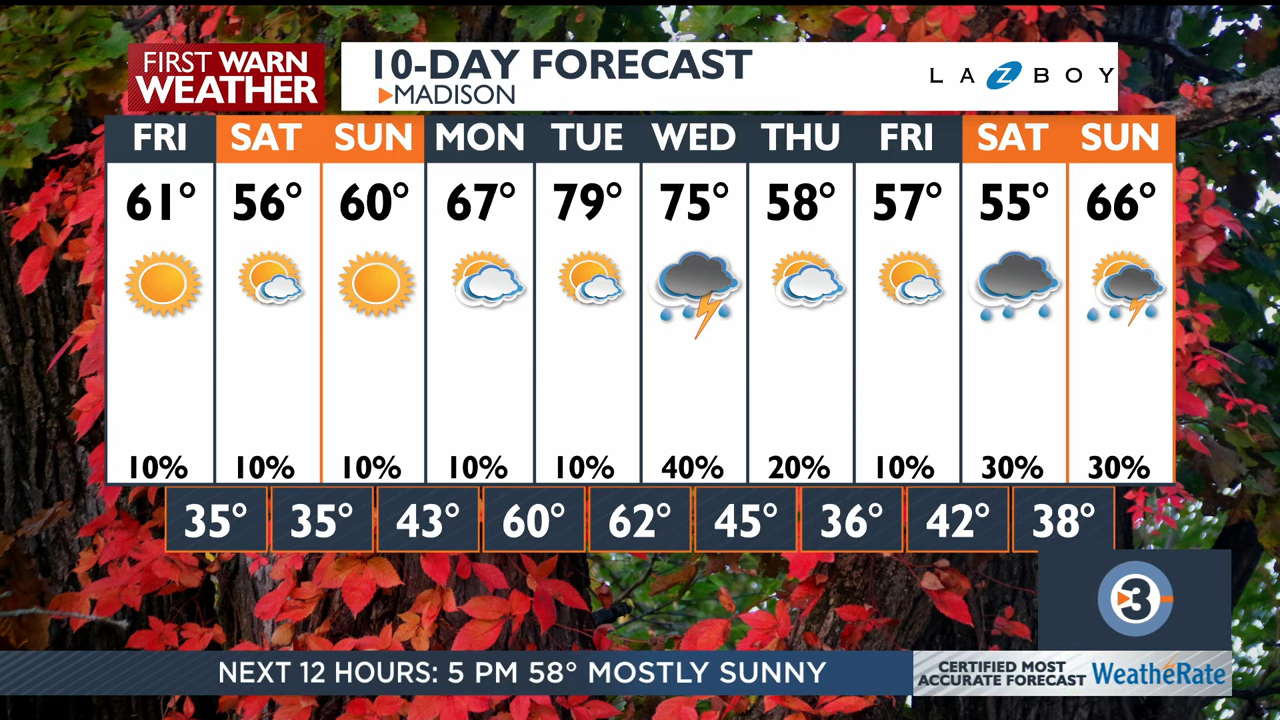 FIRST WARN
WEATHER
10-DAY FORECAST
MADISON
LA Z BOY
FRI SAT SUN MON TUE WED THU FRI SAT SUN
61° 56° 60° 67° 79° 75° 58° 57° 55° 66°
10% 10% 10% 10% 10% 40% 20% 10% 30% 30%
35° 35° 43° 60° 62° 45° 36° 42° 38°
3
NEXT 12 HOURS: 5 PM 58° MOSTLY SUNNY
CERTIFIED MOST
ACCURATE FORECAST
WeatheRate